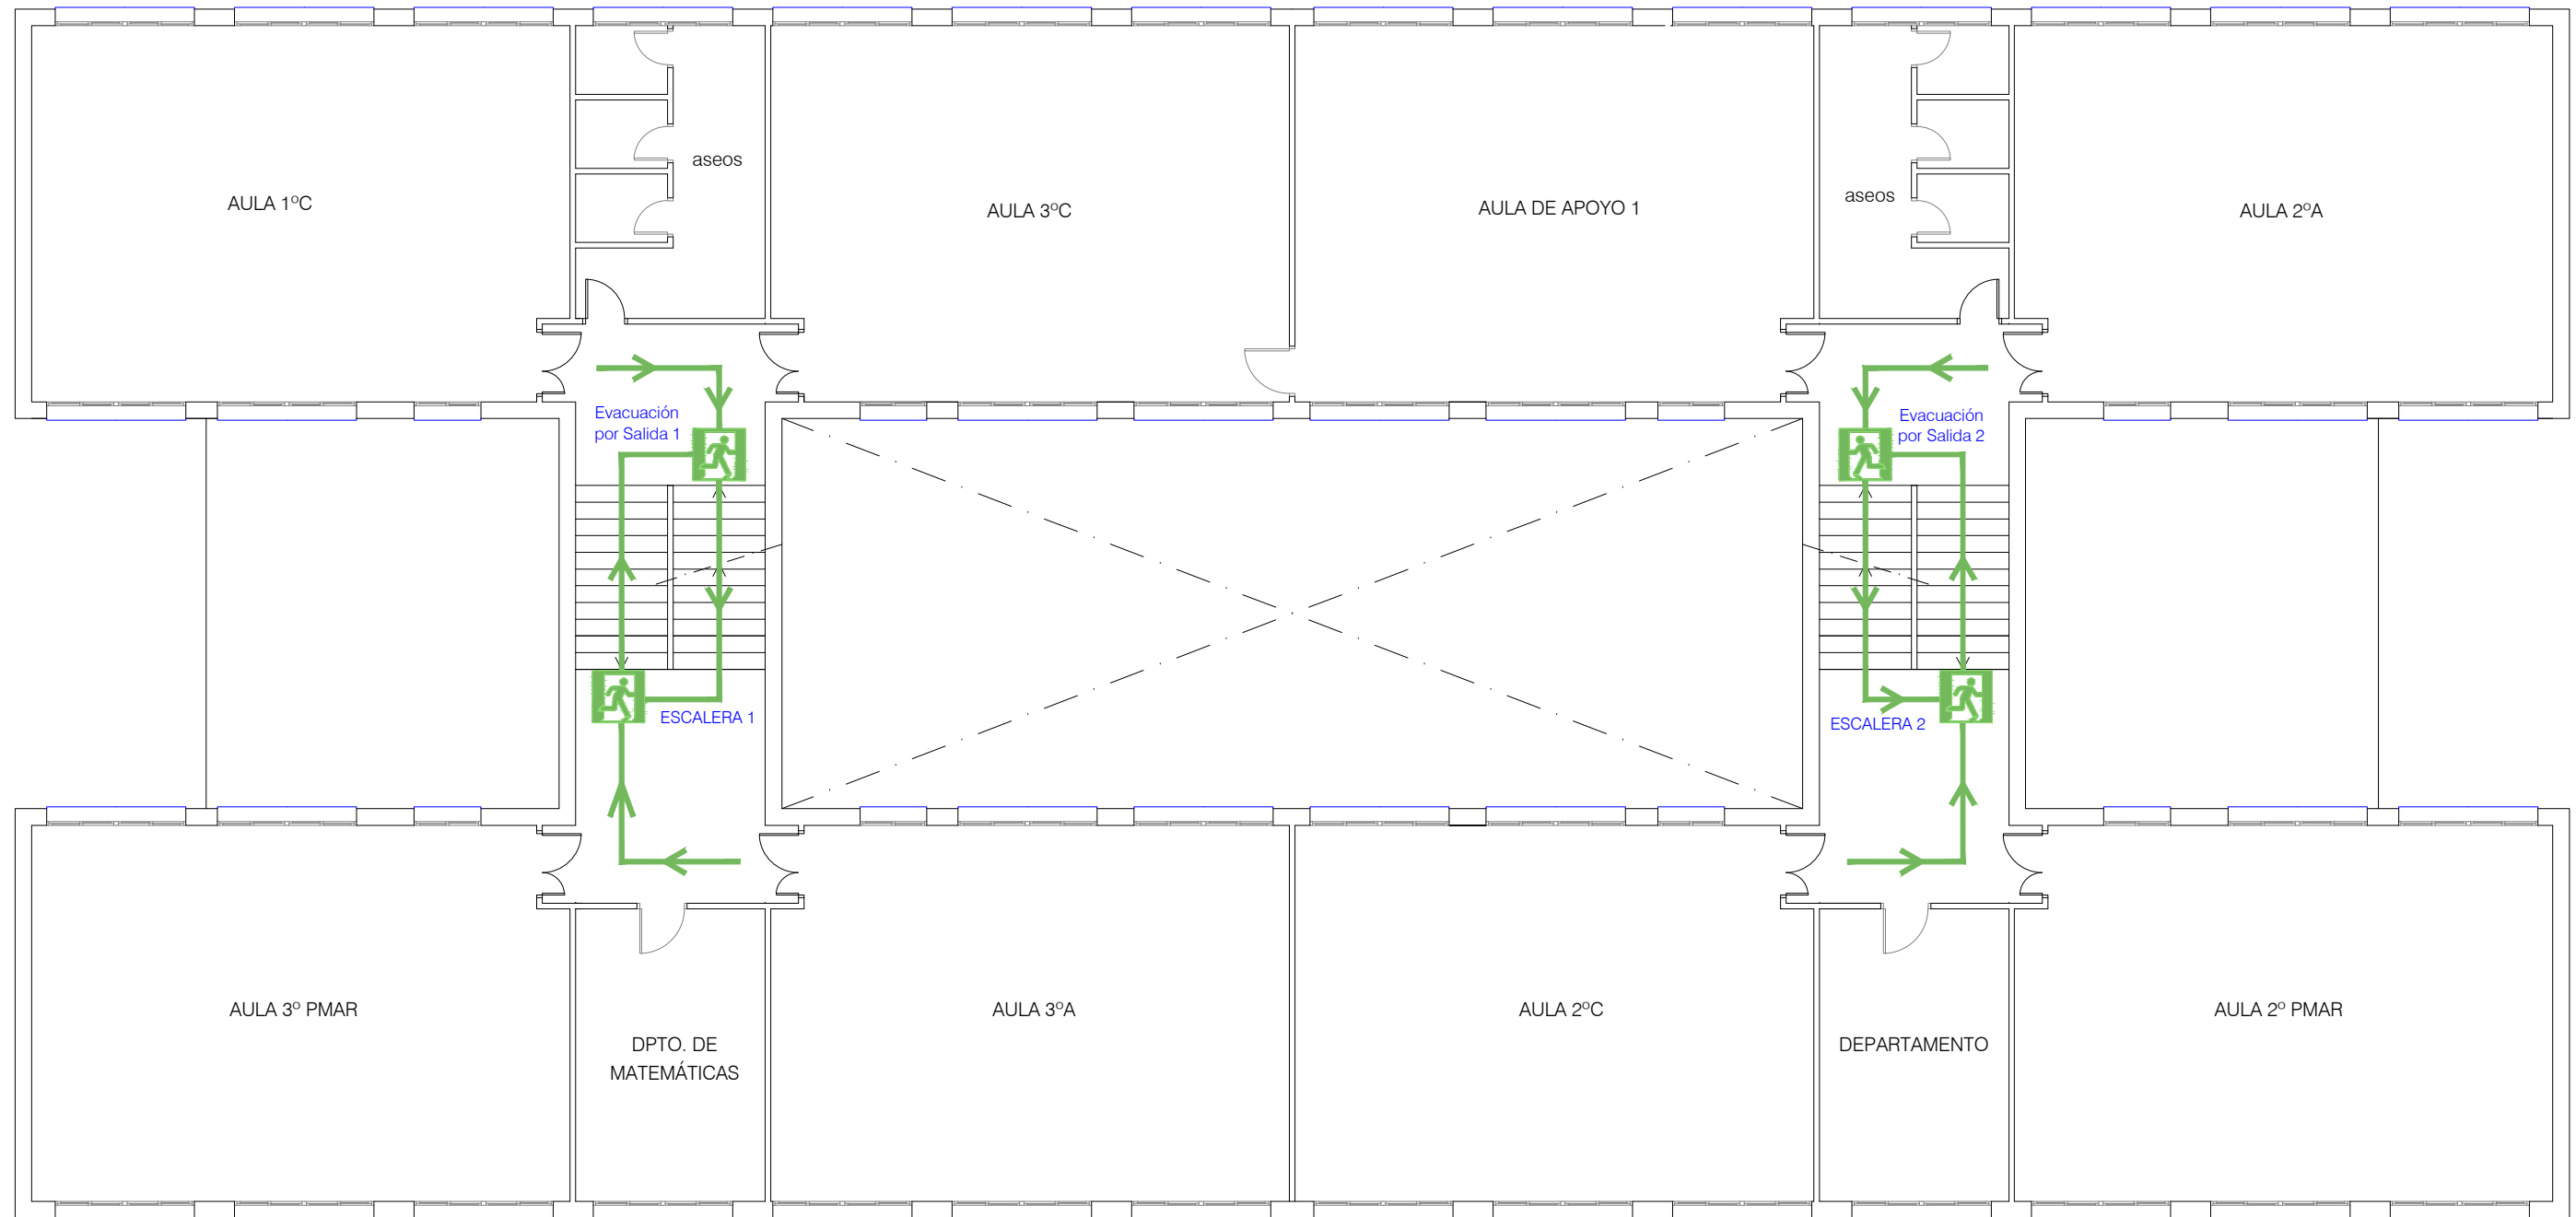 AULA 1ºC
aseos
AULA 3ºC
AULA DE APOYO 1
aseos
AULA 2ºA
Evacuación
por Salida 1
Evacuación
por Salida 2
ESCALERA 1
ESCALERA 2
AULA 3º PMAR
DPTO. DE
MATEMÁTICAS
AULA 3ºA
AULA 2ºC
DEPARTAMENTO
AULA 2º PMAR